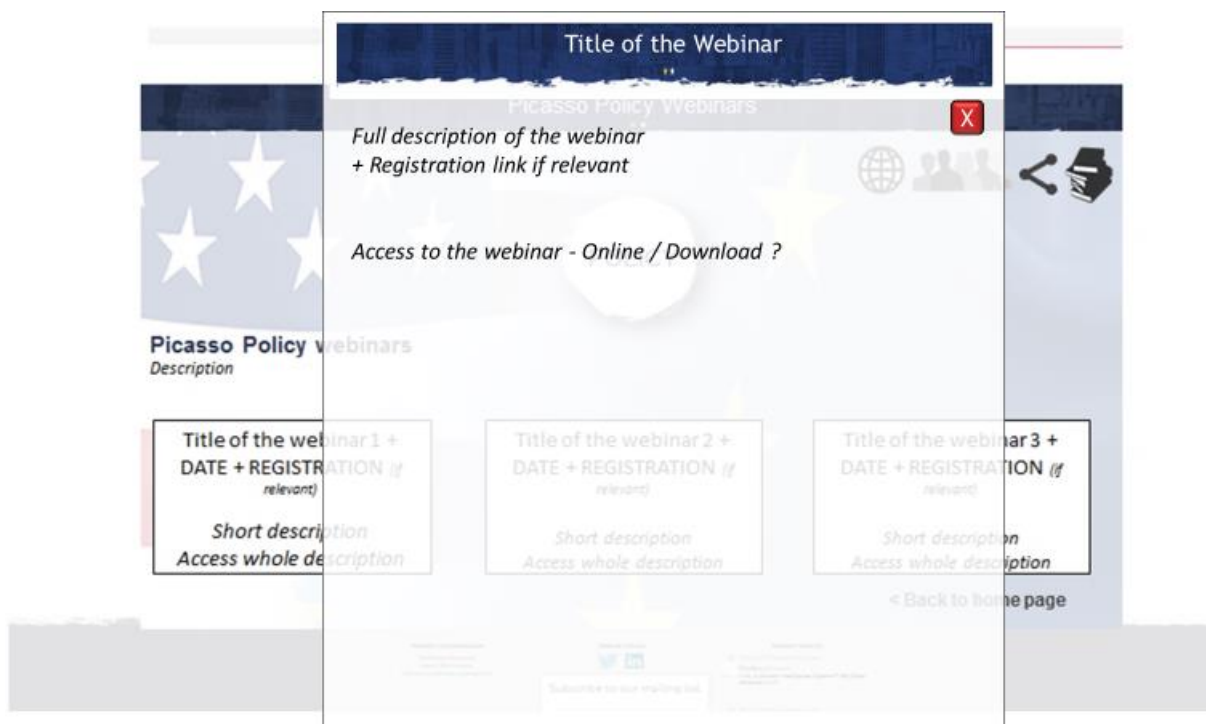 Title of the Webinar
Picasso Policy Webinars
X
Full description of the webinar
+ Registration link if relevant
Access to the webinar - Online / Download ?
POLICY
Picasso Policy webinars
Description
Title of the webinar 1 +
DATE + REGISTRATION (if
relevant)
Short description
Access whole description
Title of the webinar 2 +
DATE + REGISTRATION (if
relevant)
Short description
Access whole description
Title of the webinar 3 +
DATE + REGISTRATION (if
relevant)
Short description
Access whole description
< Back to home page
in
Subscribe to our mailing list